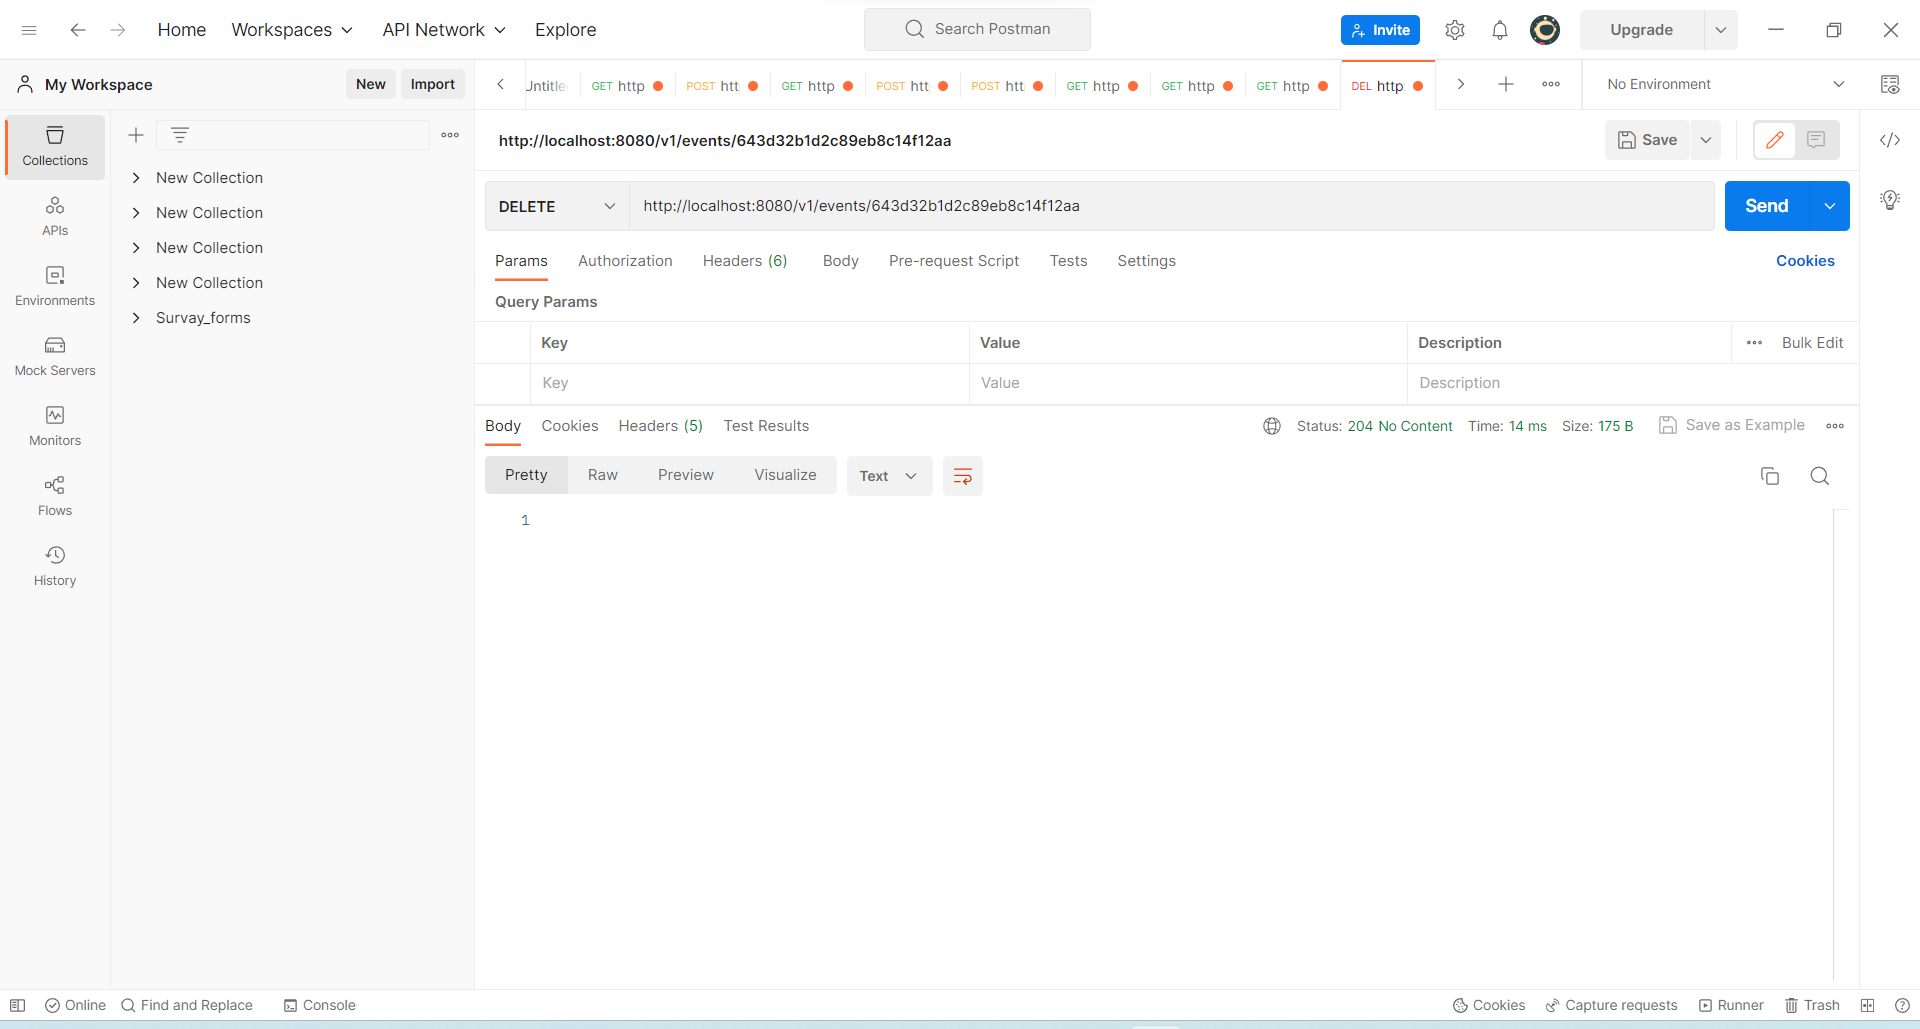 Home Workspaces API Network Explore Search Postman Invite Upgrade
My Workspace New Import
Untitle GET http POST htt GET http POST htt POST htt GET http GET http GET http DEL http No Environment
Collections
APIs
Environments
Mock Servers
Monitors
Flows
History
New Collection
New Collection
New Collection
New Collection
Survay_forms
http://localhost:8080/v1/events/643d32b1d2c89eb8c14f12aa Save
DELETE http://localhost:8080/v1/events/643d32b1d2c89eb8c14f12aa Send
Params Authorization Headers (6) Body Pre-request Script Tests Settings Cookies
Query Params
Key Value Description Bulk Edit
Key Value Description
Body Cookies Headers (5) Test Results Status: 204 No Content Time: 14 ms Size: 175 B Save as Example
Pretty Raw Preview Visualize Text
1
Online Find and Replace Console Cookies Capture requests Runner Trash